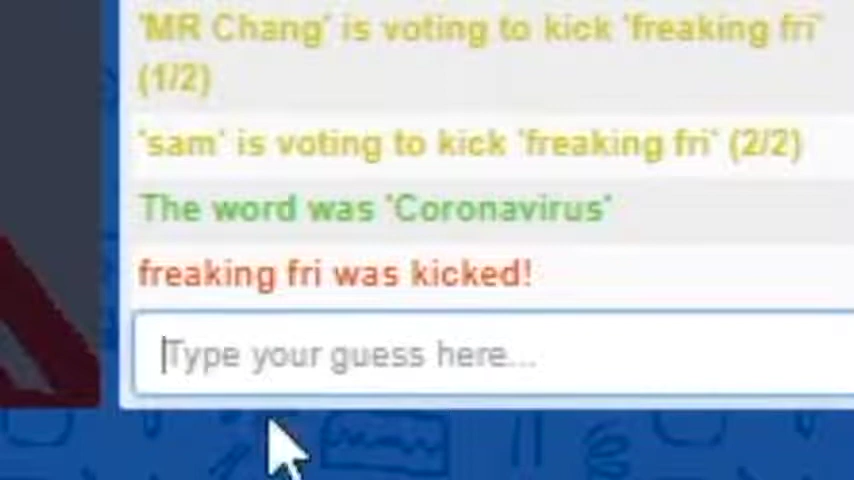 'MR Chang' is voting to kick 'freaking fri'
(1/2)
'sam' is voting to kick 'freaking fri' (2/2)
The word was 'Coronavirus'
freaking fri was kicked!
Type your guess here...